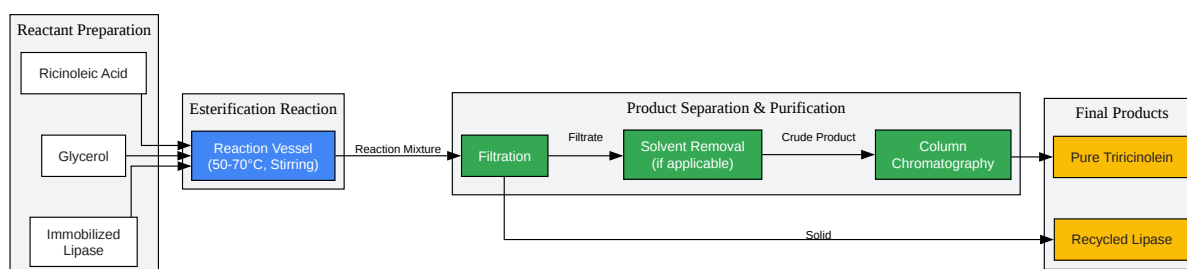 Reactant Preparation
Ricinoleic Acid
Glycerol
Immobilized
Lipase
Esterification Reaction
Reaction Vessel
(50-70°C, Stirring)
Reaction Mixture
Product Separation & Purification
Filtration
Filtrate
Solvent Removal
(if applicable)
Crude Product
Column
Chromatography
Solid
Final Products
Pure Triricinolein
Recycled Lipase